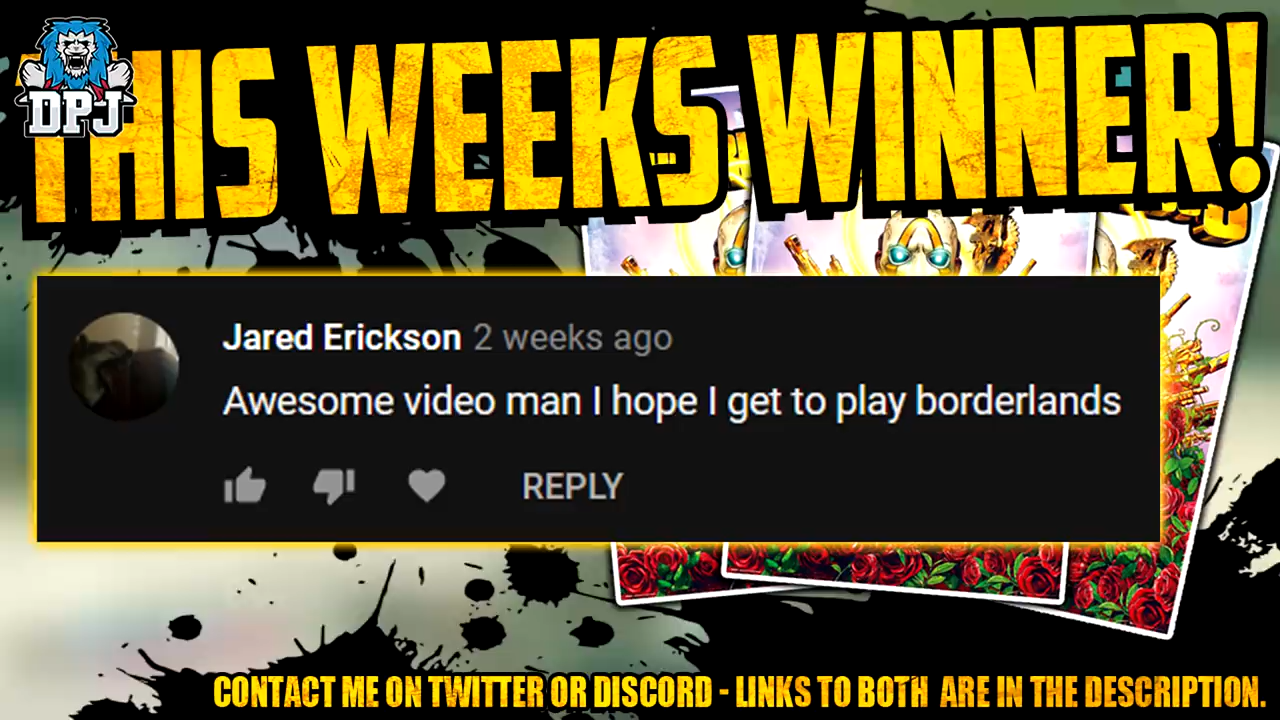 THIS WEEKS WINNER!
DPJ
Jared Erickson 2 weeks ago
Awesome video man I hope I get to play borderlands
REPLY
CONTACT ME ON TWITTER OR DISCORD - LINKS TO BOTH ARE IN THE DESCRIPTION.